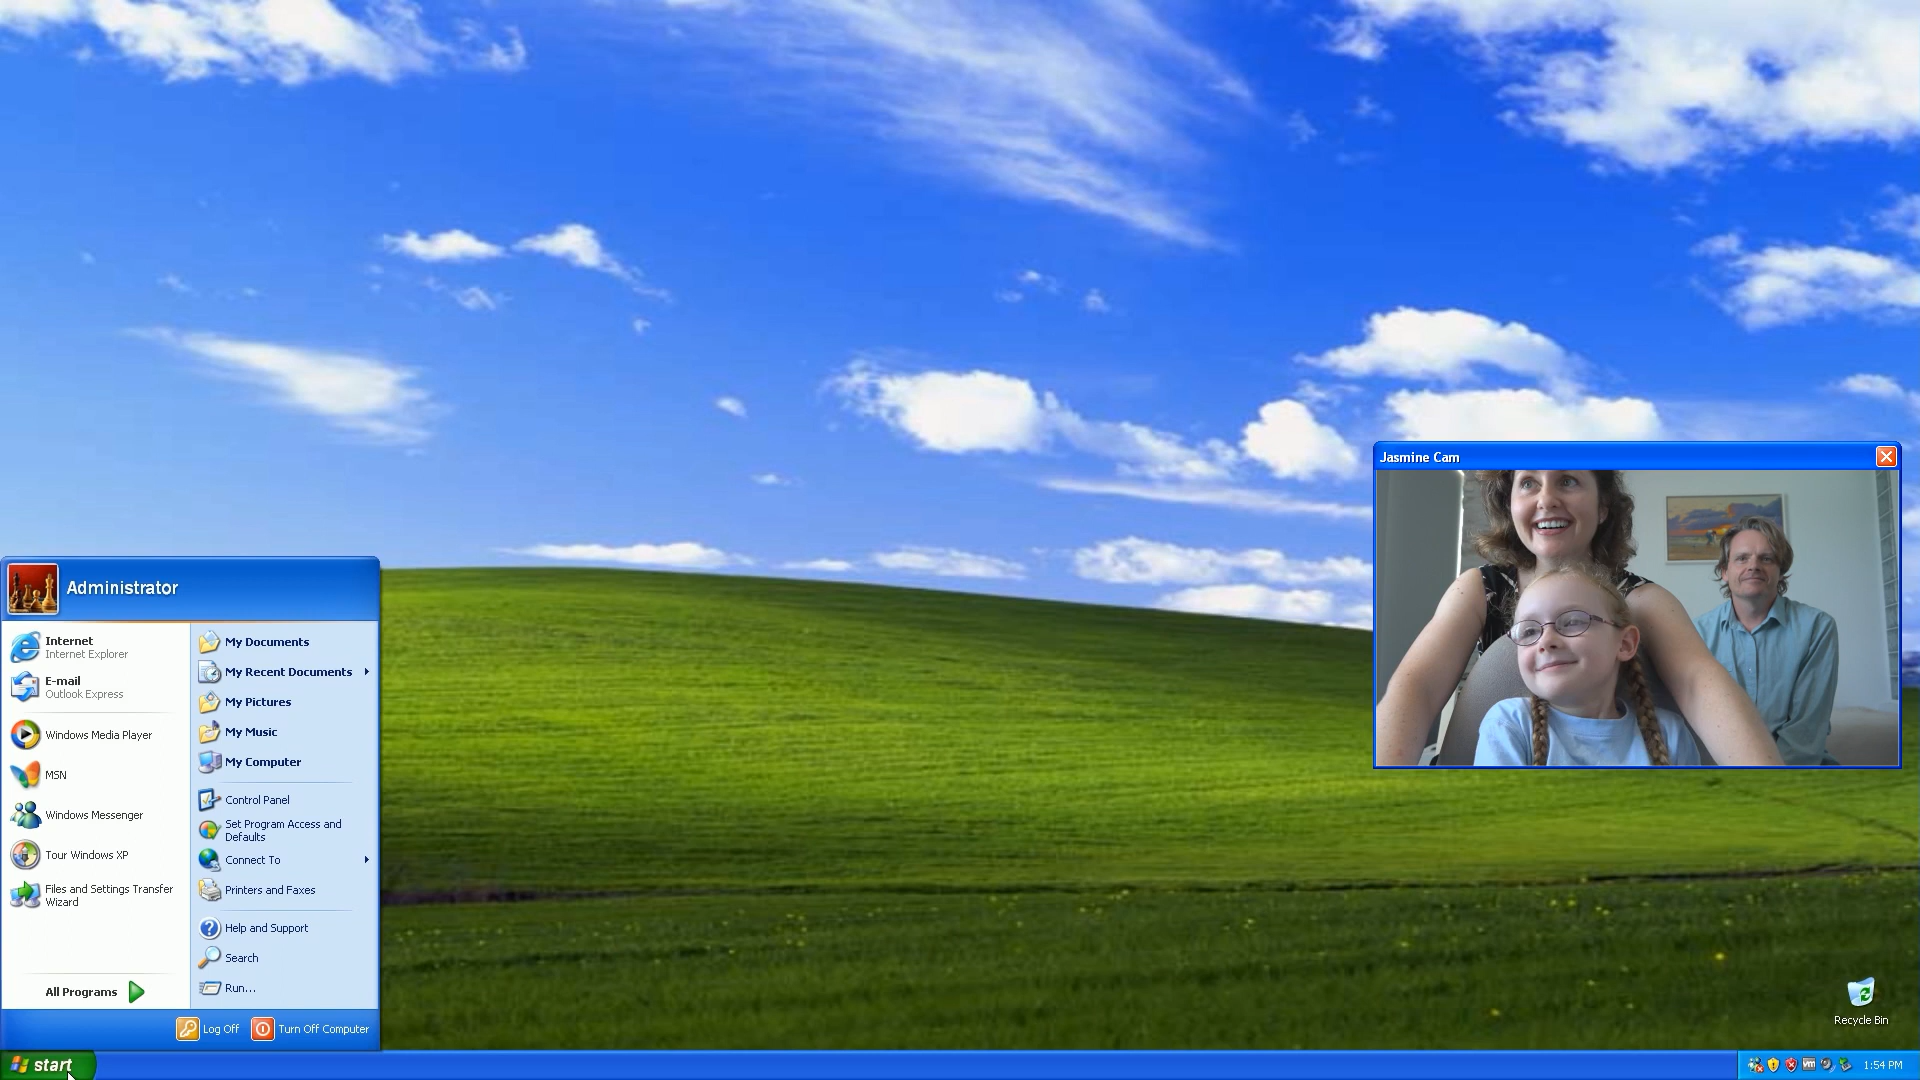 Jasmine Cam
Administrator
Internet
Internet Explorer
E-mail
Outlook Express
Windows Media Player
MSN
Windows Messenger
Tour Windows XP
Files and Settings Transfer
Wizard
All Programs
My Documents
My Recent Documents
My Pictures
My Music
My Computer
Control Panel
Set Program Access and
Defaults
Connect To
Printers and Faxes
Help and Support
Search
Run...
Log Off
Turn Off Computer
Recycle Bin
start
vm
1:54 PM